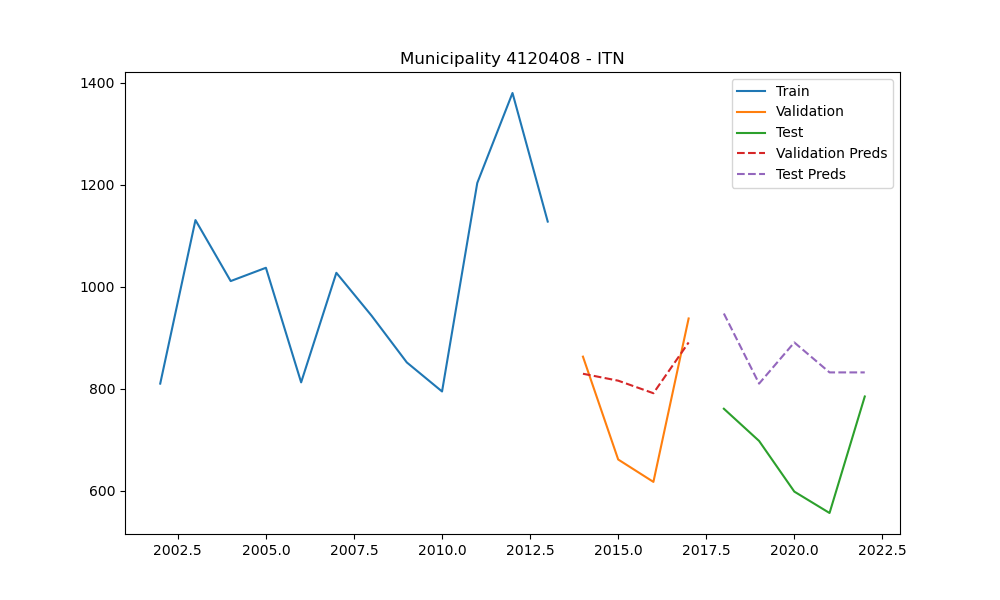 Municipality 4120408 - ITN
1400
1200
1000
800
600
Train
Validation
Test
Validation Preds
Test Preds
2002.5 2005.0 2007.5 2010.0 2012.5 2015.0 2017.5 2020.0 2022.5